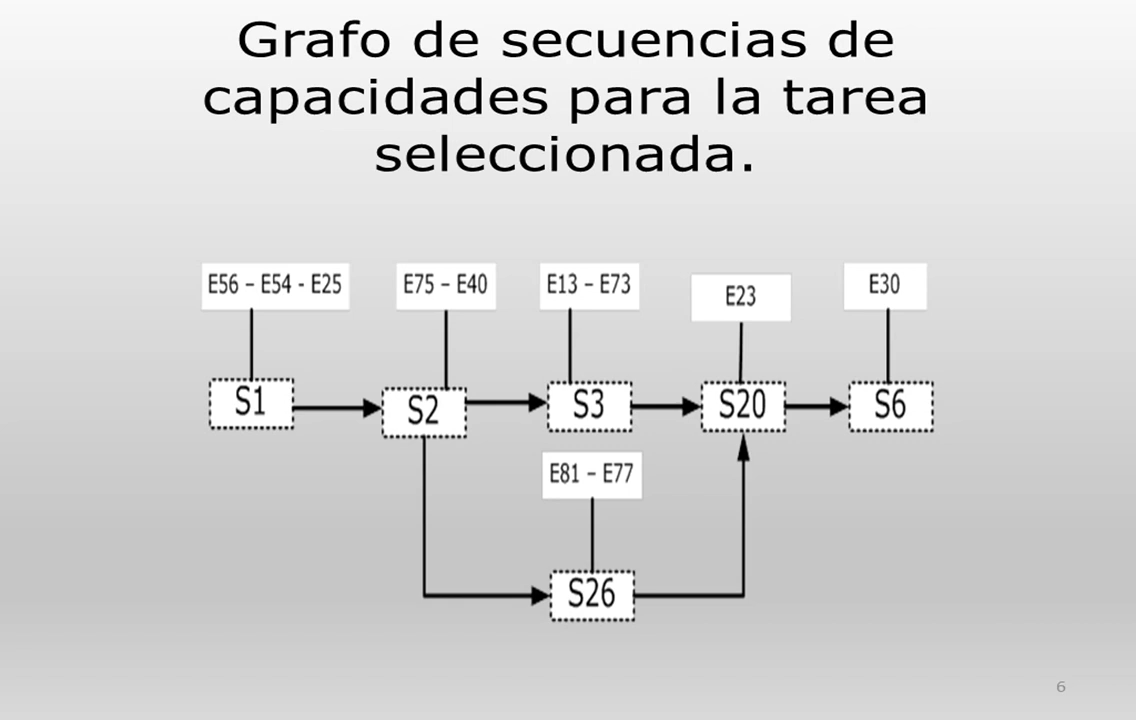 Grafo de secuencias de
capacidades para la tarea
seleccionada.
E56 – E54 - E25
E75 – E40
E13 – E73
E23
E30
S1
S2
S3
S20
S6
E81 – E77
S26
6